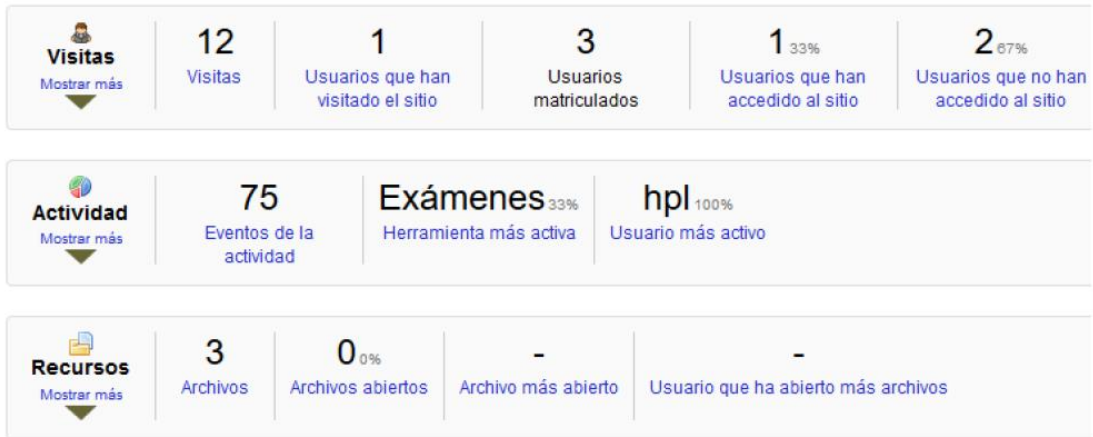 Visitas
Mostrar más
12
Visitas
1
Usuarios que han
visitado el sitio
3
Usuarios
matriculados
1 33%
Usuarios que han
accedido al sitio
2 67%
Usuarios que no han
accedido al sitio
Actividad
Mostrar más
75
Eventos de la
actividad
Exámenes 33%
Herramienta más activa
hpl 100%
Usuario más activo
Recursos
Mostrar más
3
Archivos
0 0%
Archivos abiertos
-
Archivo más abierto
-
Usuario que ha abierto más archivos